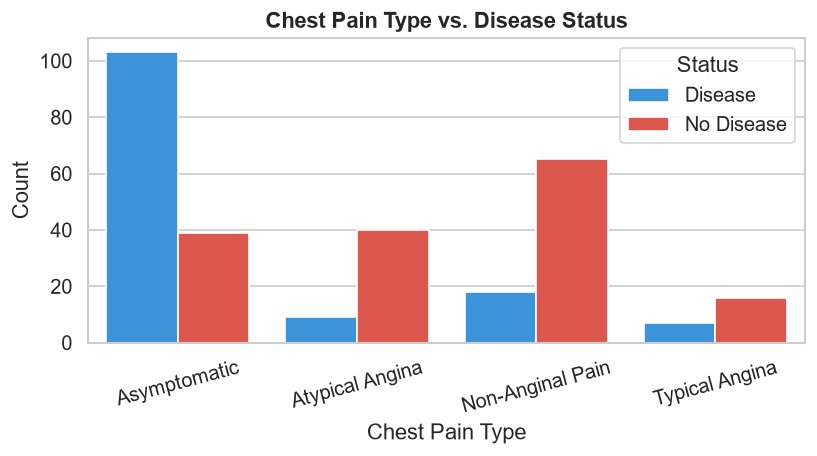 Chest Pain Type vs. Disease Status
Status
Disease
No Disease
Count
100
80
60
40
20
0
Asymptomatic
Atypical Angina
Non-Anginal Pain
Typical Angina
Chest Pain Type